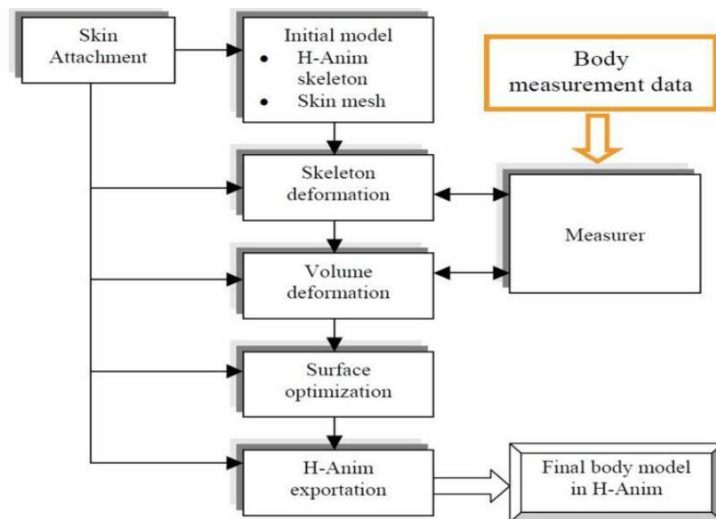 Skin
Attachment
Initial model
• H-Anim
skeleton
• Skin mesh
Body
measurement data
Skeleton
deformation
Measurer
Volume
deformation
Surface
optimization
H-Anim
exportation
Final body model
in H-Anim